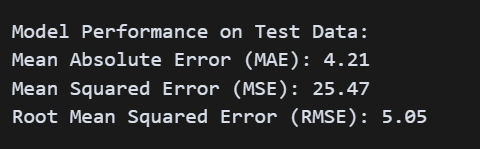 Model Performance on Test Data:
Mean Absolute Error (MAE): 4.21
Mean Squared Error (MSE): 25.47
Root Mean Squared Error (RMSE): 5.05